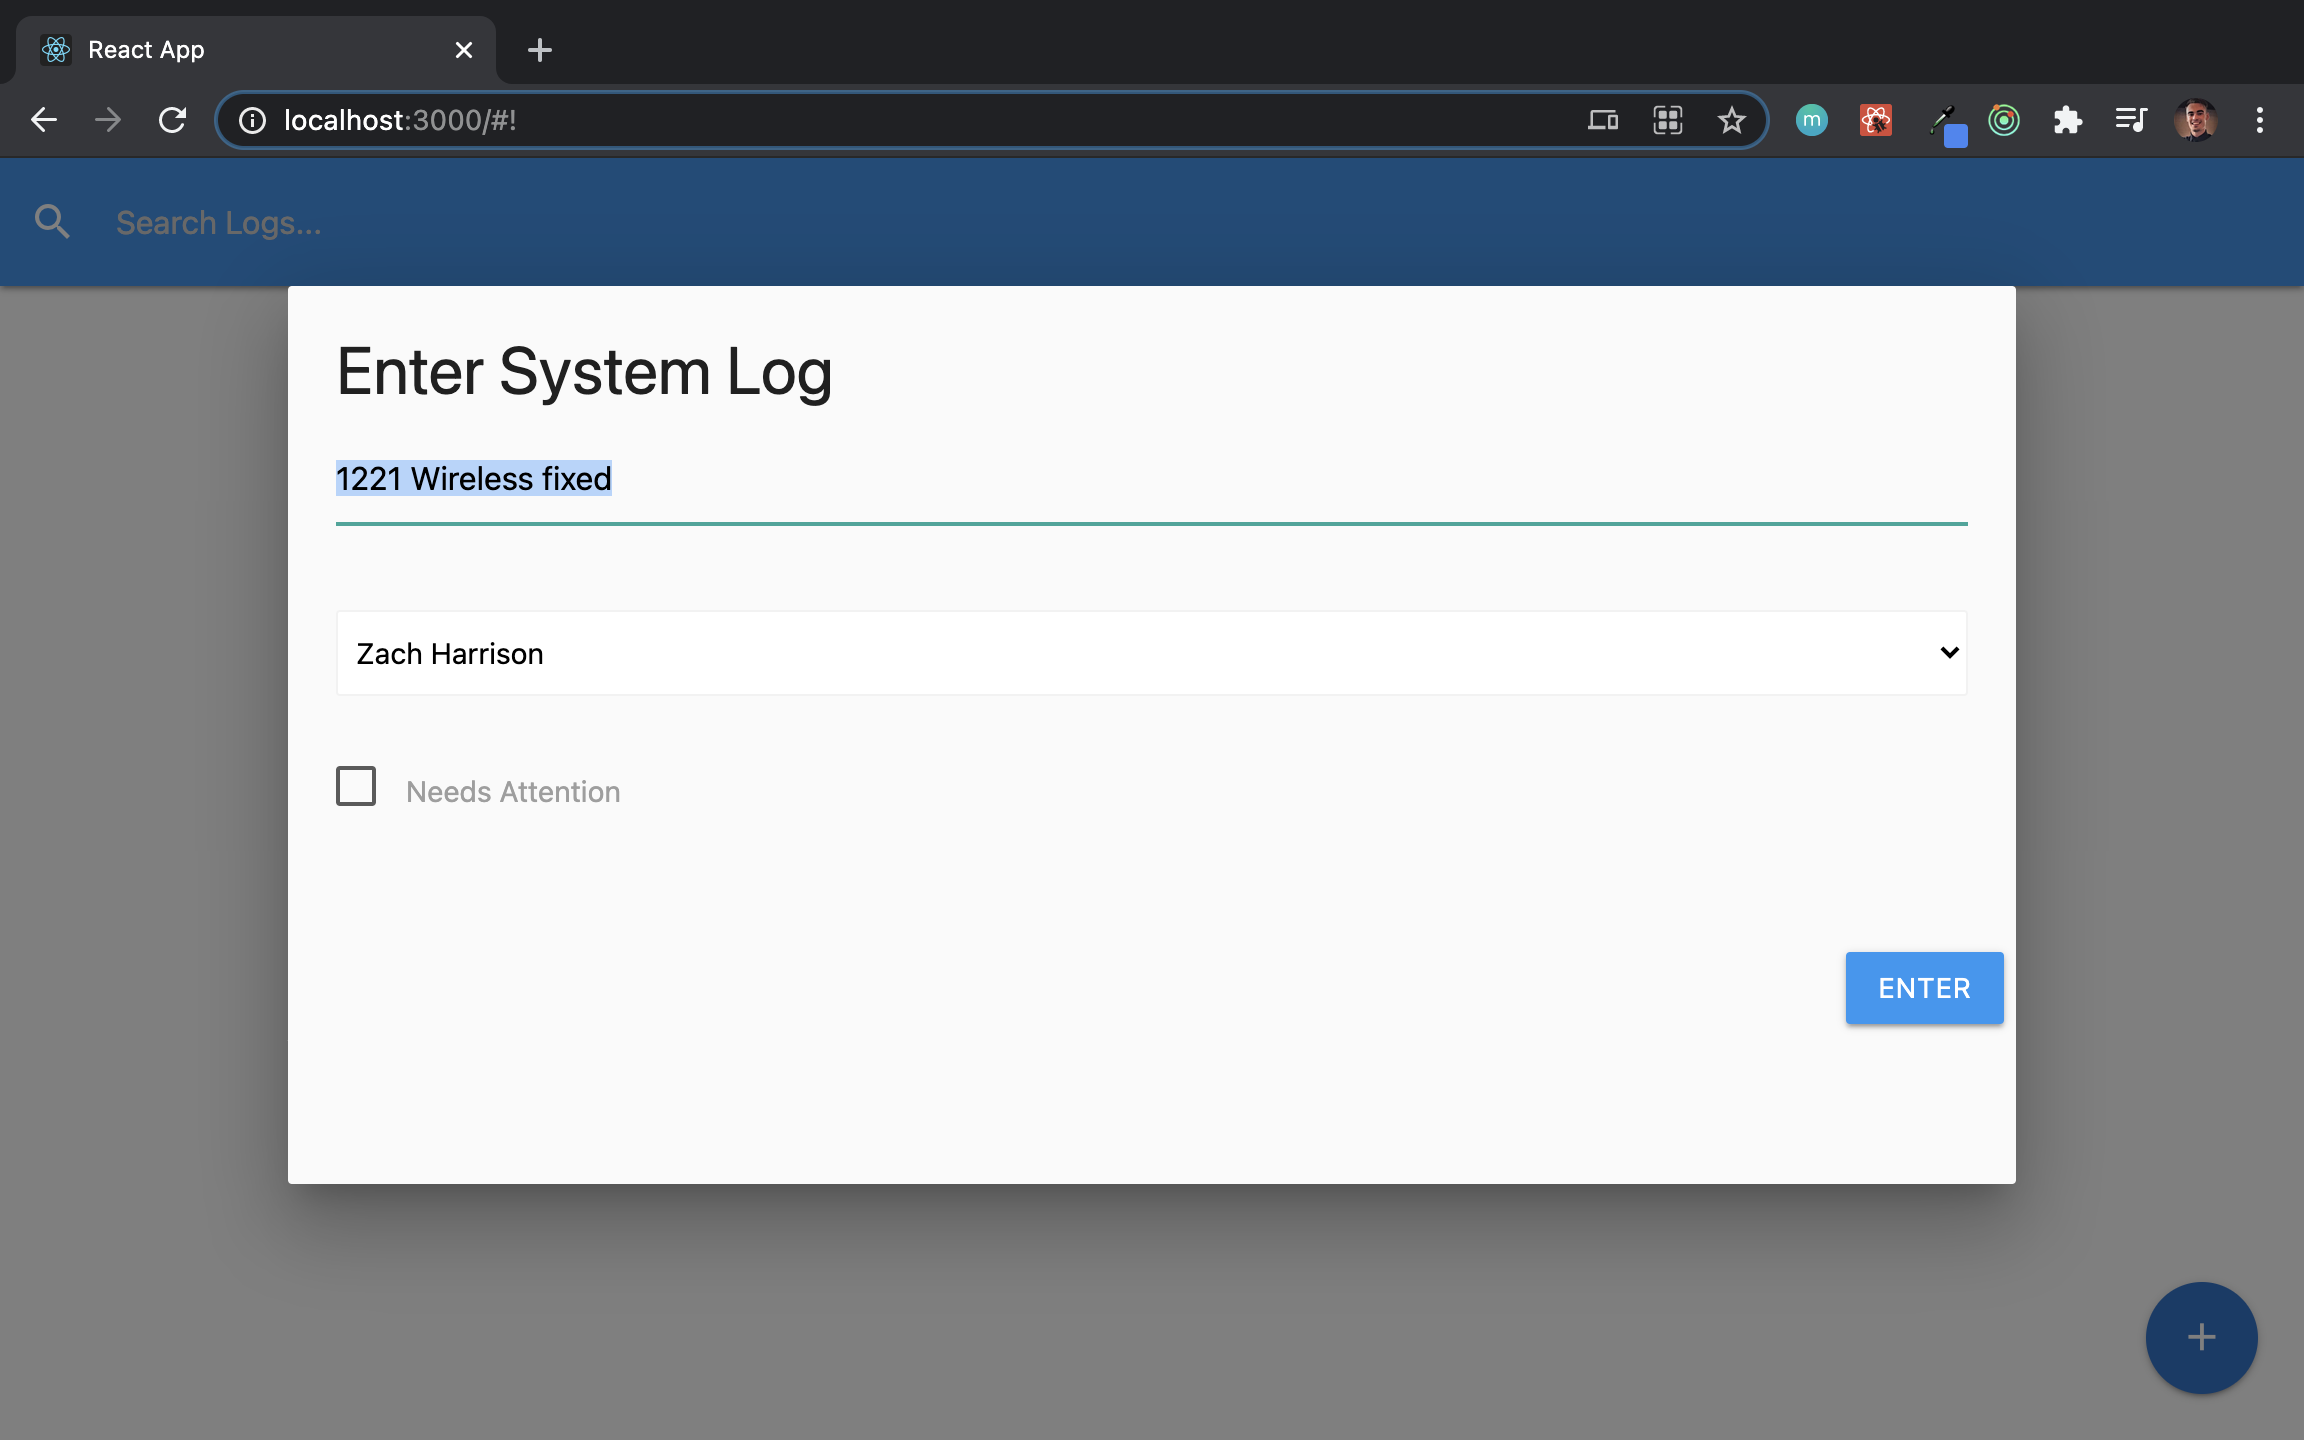 React App
localhost:3000/#!
m
Search Logs...
Enter System Log
1221 Wireless fixed
Zach Harrison
Needs Attention
ENTER